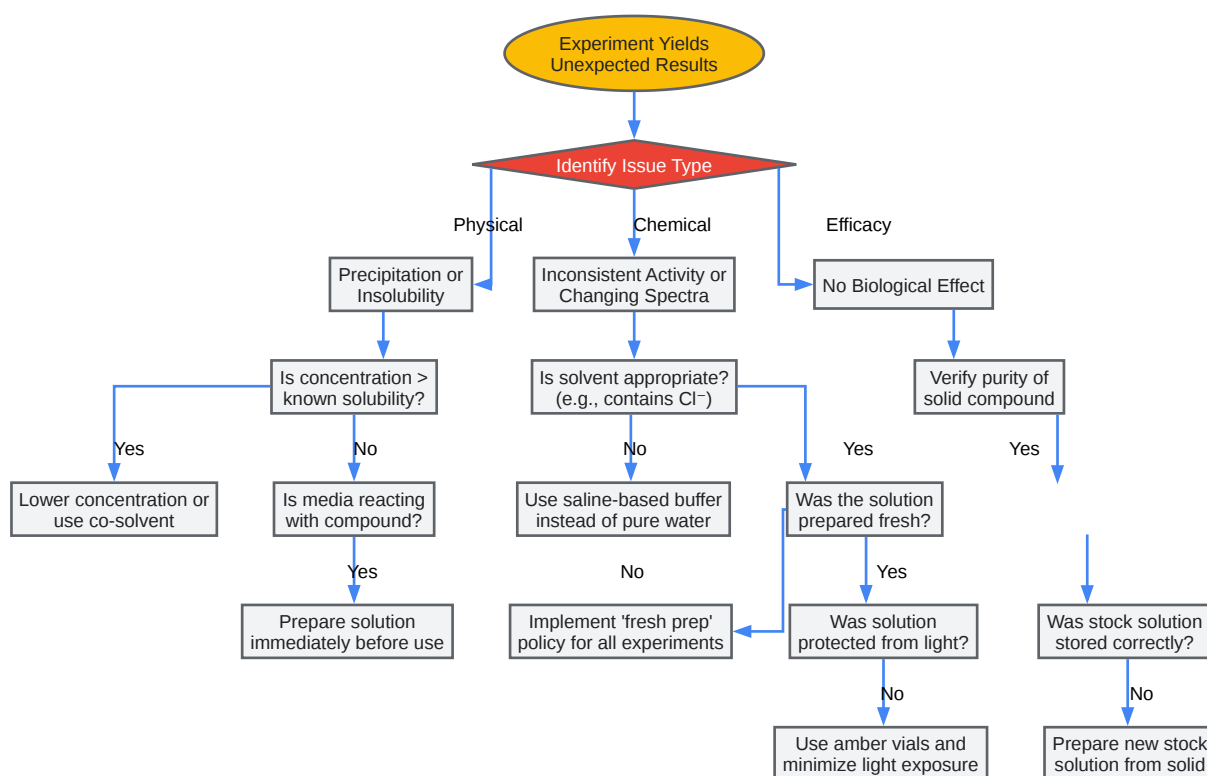 Experiment Yields
Unexpected Results
Identify Issue Type
Physical
Chemical
Efficacy
Precipitation or
Insolubility
Inconsistent Activity or
Changing Spectra
No Biological Effect
Is concentration >
known solubility?
Is solvent appropriate?
(e.g., contains Cl⁻)
Verify purity of
solid compound
Yes
No
No
Yes
Yes
Lower concentration or
use co-solvent
Is media reacting
with compound?
Use saline-based buffer
instead of pure water
Was the solution
prepared fresh?
Yes
No
Yes
Prepare solution
immediately before use
Implement 'fresh prep'
policy for all experiments
Was solution
protected from light?
Was stock solution
stored correctly?
No
No
Use amber vials and
minimize light exposure
Prepare new stock
solution from solid